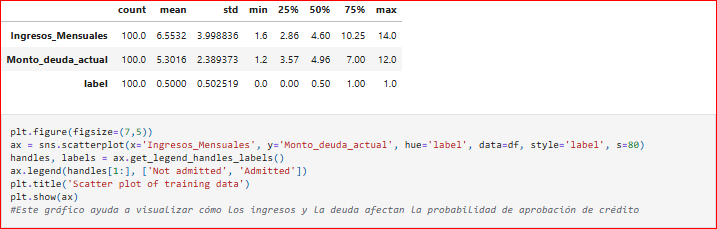 count mean std min 25% 50% 75% max
Ingresos_Mensuales 100.0 6.5532 3.998836 1.6 2.86 4.60 10.25 14.0
Monto_deuda_actual 100.0 5.3016 2.389373 1.2 3.57 4.96 7.00 12.0
label 100.0 0.5000 0.502519 0.0 0.00 0.50 1.00 1.0
plt.figure(figsize=(7,5))
ax = sns.scatterplot(x='Ingresos_Mensuales', y='Monto_deuda_actual', hue='label', data=df, style='label', s=80)
handles, labels = ax.get_legend_handles_labels()
ax.legend(handles[1:], ['Not admitted', 'Admitted'])
plt.title('Scatter plot of training data')
plt.show(ax)
#Este gráfico ayuda a visualizar cómo los ingresos y la deuda afectan la probabilidad de aprobación de crédito